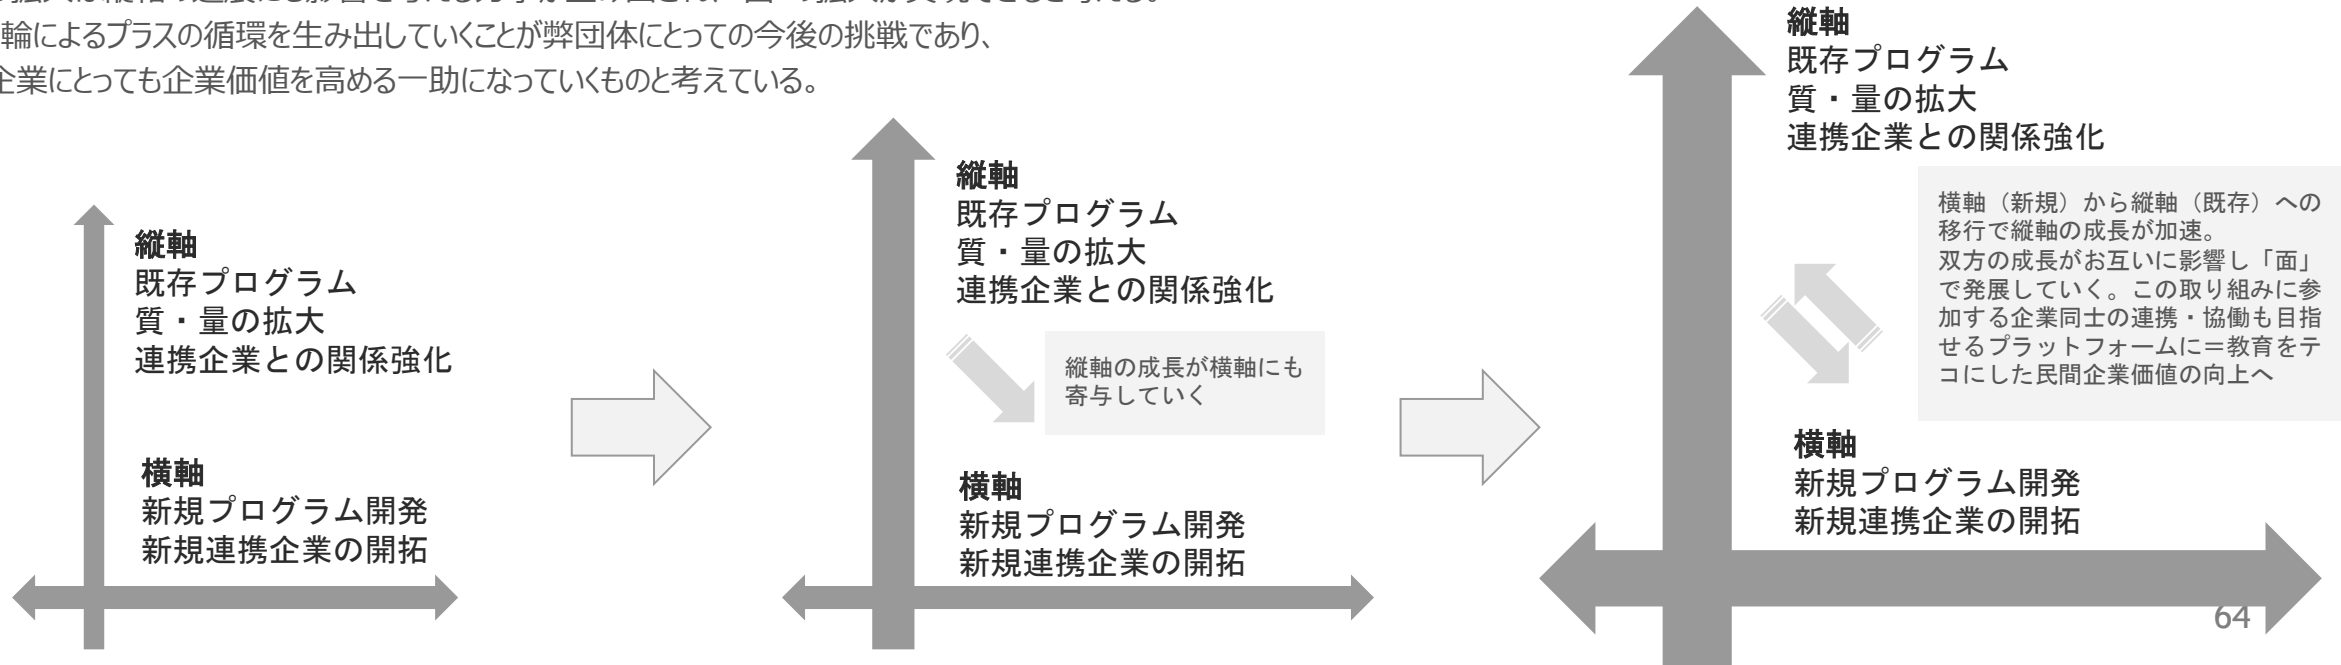 輪によるプラスの循環を生み出していくことが弊団体にとっての今後の挑戦であり、
企業にとっても企業価値を高める一助になっていくものと考えている。
縦軸
既存プログラム
質・量の拡大
連携企業との関係強化
横軸
新規プログラム開発
新規連携企業の開拓
縦軸
既存プログラム
質・量の拡大
連携企業との関係強化
縦軸の成長が横軸にも
寄与していく
横軸
新規プログラム開発
新規連携企業の開拓
縦軸
既存プログラム
質・量の拡大
連携企業との関係強化
横軸（新規）から縦軸（既存）への
移行で縦軸の成長が加速。
双方の成長がお互いに影響し「面」
で発展していく。この取り組みに参
加する企業同士の連携・協働も目指
せるプラットフォームに＝教育をテ
コにした民間企業価値の向上へ
横軸
新規プログラム開発
新規連携企業の開拓
64